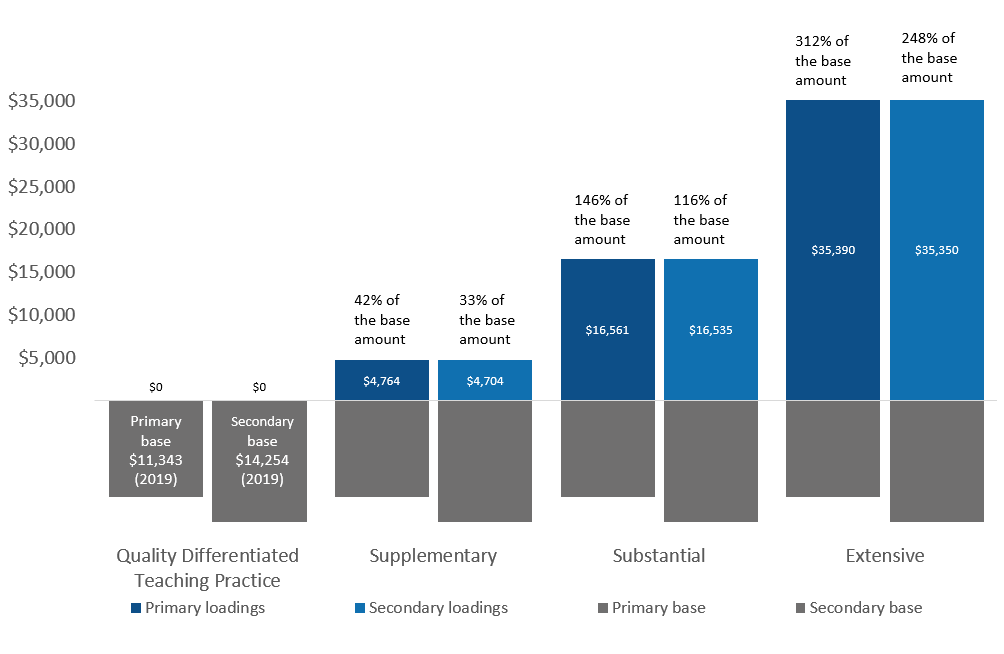 312% of
the base
amount
248% of
the base
amount
$35,000
$30,000
$25,000
$20,000
$15,000
$10,000
$5,000
146% of
the base
amount
116% of
the base
amount
$35,390
$35,350
42% of
the base
amount
33% of
the base
amount
$16,561
$16,535
$0
$0
$4,764
$4,704
Primary
base
$11,343
(2019)
Secondary
base
$14,254
(2019)
Quality Differentiated
Teaching Practice
Supplementary
Substantial
Extensive
Primary loadings
Secondary loadings
Primary base
Secondary base